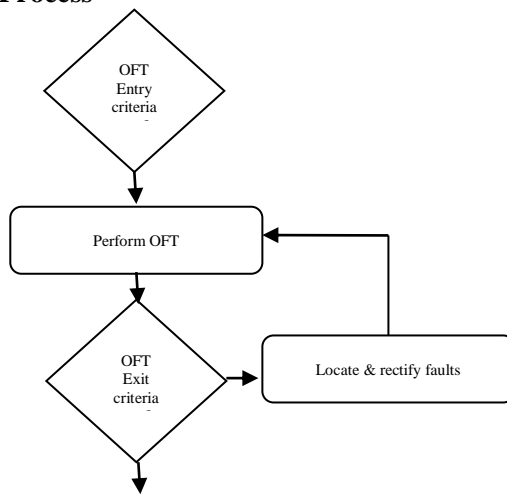 Process
OFT
Entry
criteria
Perform OFT
OFT
Exit
criteria
Locate & rectify faults